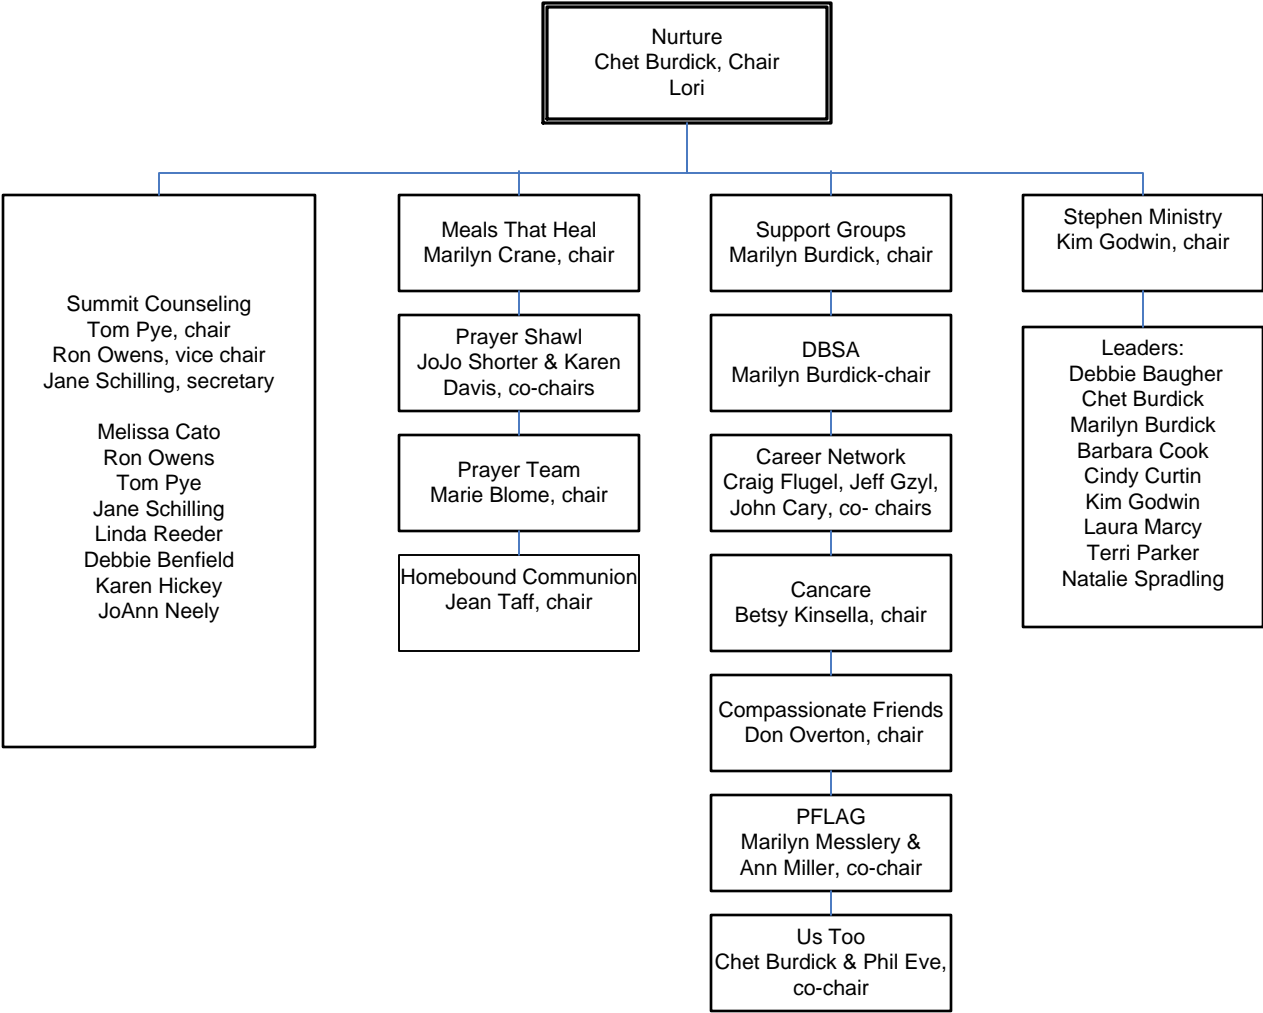 Nurture
Chet Burdick, Chair
Lori
Summit Counseling
Tom Pye, chair
Ron Owens, vice chair
Jane Schilling, secretary
Melissa Cato
Ron Owens
Tom Pye
Jane Schilling
Linda Reeder
Debbie Benfield
Karen Hickey
JoAnn Neely
Meals That Heal
Marilyn Crane, chair
Prayer Shawl
JoJo Shorter & Karen
Davis, co-chairs
Prayer Team
Marie Blome, chair
Homebound Communion
Jean Taff, chair
Support Groups
Marilyn Burdick, chair
DBSA
Marilyn Burdick-chair
Career Network
Craig Flugel, Jeff Gzyl,
John Cary, co- chairs
Cancare
Betsy Kinsella, chair
Compassionate Friends
Don Overton, chair
PFLAG
Marilyn Messlery &
Ann Miller, co-chair
Us Too
Chet Burdick & Phil Eve,
co-chair
Stephen Ministry
Kim Godwin, chair
Leaders:
Debbie Baugher
Chet Burdick
Marilyn Burdick
Barbara Cook
Cindy Curtin
Kim Godwin
Laura Marcy
Terri Parker
Natalie Spradling